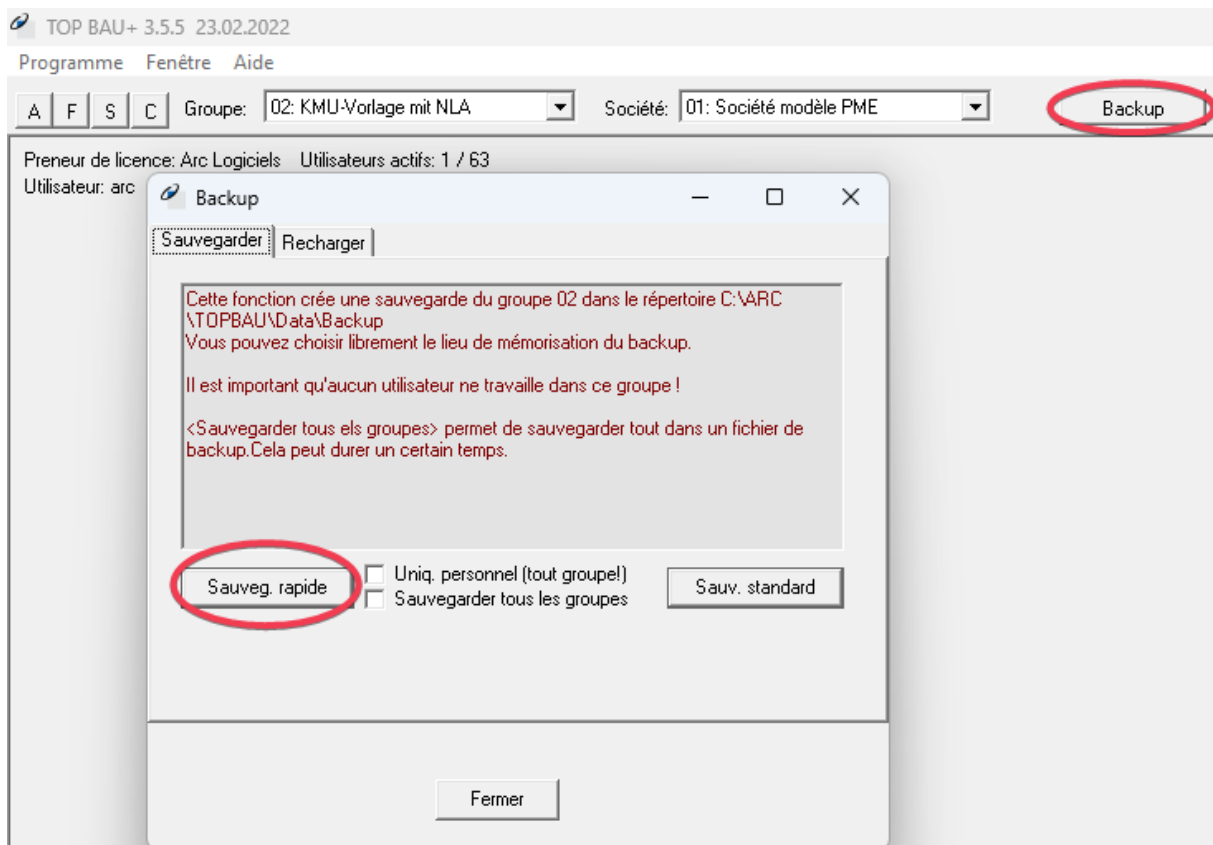 TOP BAU+ 3.5.5 23.02.2022
Programme Fenêtre Aide
A F S C Groupe: 02: KMU-Vorlage mit NLA Société: 01: Société modèle PME Backup
Preneur de licence: Arc Logiciels Utilisateurs actifs: 1 / 63
Utilisateur: arc
Backup
Sauvegarder Recharger
Cette fonction crée une sauvegarde du groupe 02 dans le répertoire C:\ARC
\TOPBAU\Data\Backup
Vous pouvez choisir librement le lieu de mémorisation du backup.
Il est important qu'aucun utilisateur ne travaille dans ce groupe !
<Sauvegarder tous els groupes> permet de sauvegarder tout dans un fichier de
backup.Cela peut durer un certain temps.
Sauveg. rapide
Uniq. personnel (tout groupe!)
Sauvegarder tous les groupes
Sauv. standard
Fermer